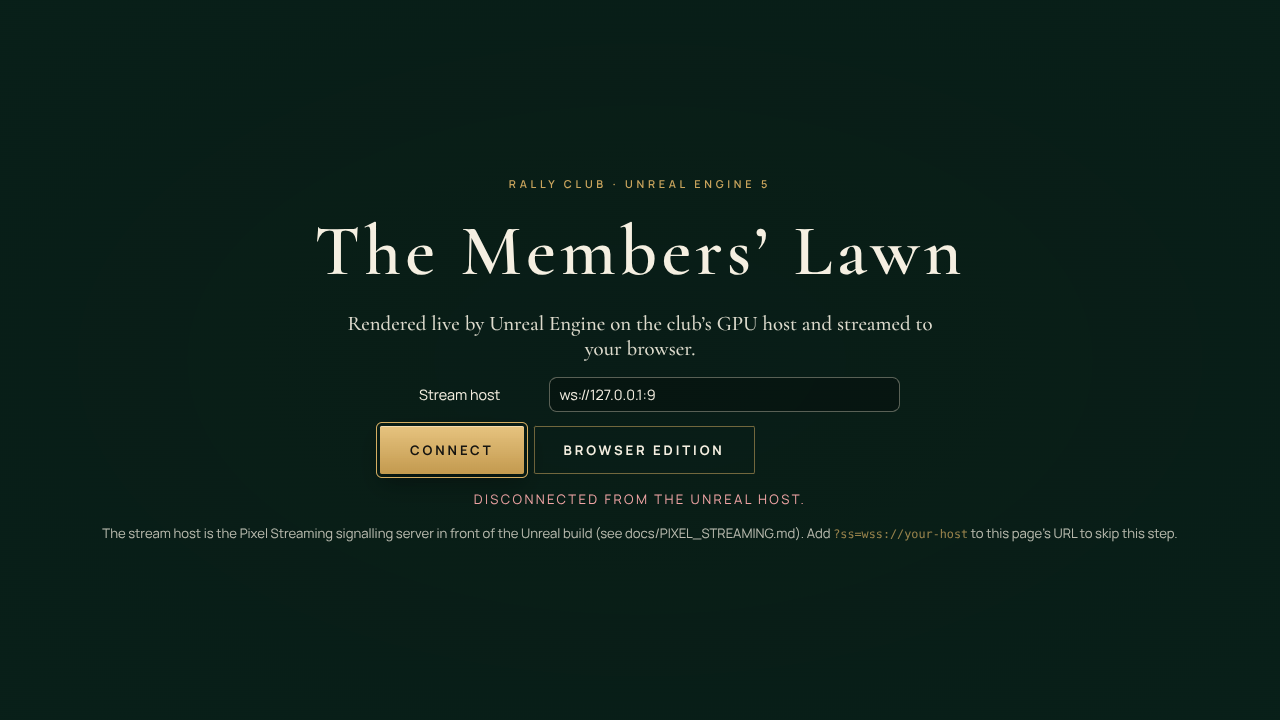 RALLY CLUB · UNREAL ENGINE 5
The Members’ Lawn
Rendered live by Unreal Engine on the club’s GPU host and streamed to
your browser.
Stream host
ws://127.0.0.1:9
CONNECT
BROWSER EDITION
DISCONNECTED FROM THE UNREAL HOST.
The stream host is the Pixel Streaming signalling server in front of the Unreal build (see docs/PIXEL_STREAMING.md). Add ?ss=wss://your-host to this page’s URL to skip this step.